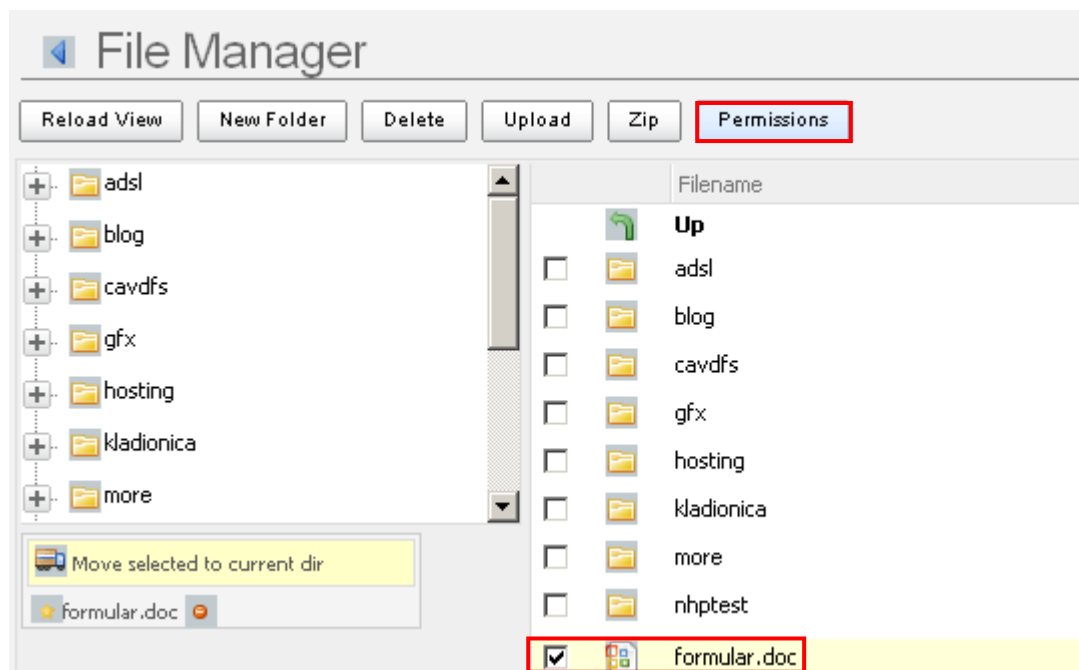 File Manager
Reload View New Folder Delete Upload Zip Permissions
adsl
blog
cavdfs
gfx
hosting
kladionica
more
Move selected to current dir
formular.doc
Filename
Up
adsl
blog
cavdfs
gfx
hosting
kladionica
more
nhptest
formular.doc